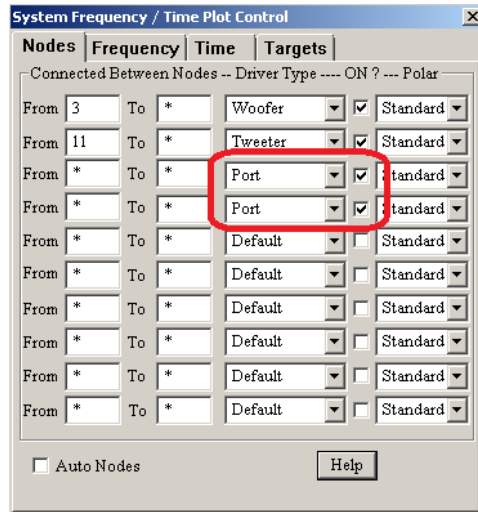 System Frequency / Time Plot Control
Nodes Frequency Time Targets
Connected Between Nodes -- Driver Type ---- ON ? --- Polar
From 3 To * Woofer Standard
From 11 To * Tweeter Standard
From * To * Port Standard
From * To * Port Standard
From * To * Default Standard
From * To * Default Standard
From * To * Default Standard
From * To * Default Standard
From * To * Default Standard
From * To * Default Standard
Auto Nodes Help